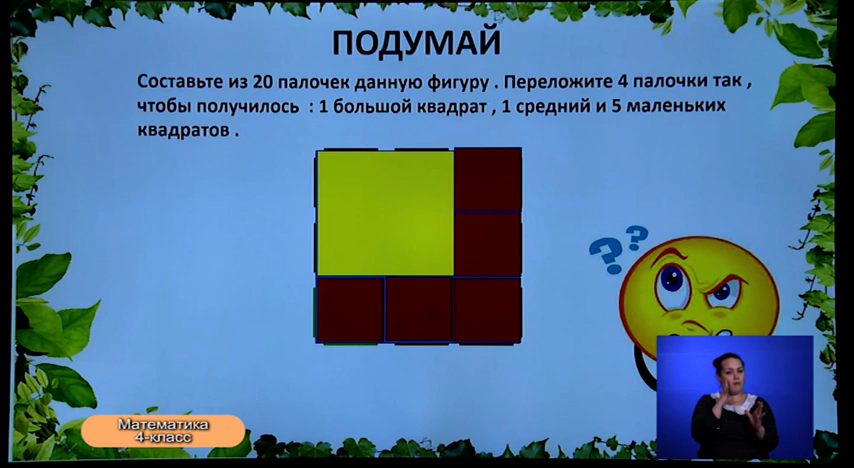 ПОДУМАЙ
Составьте из 20 палочек данную фигуру . Переложите 4 палочки так ,
чтобы получилось : 1 большой квадрат , 1 средний и 5 маленьких
квадратов .
??
Математика
4-класс